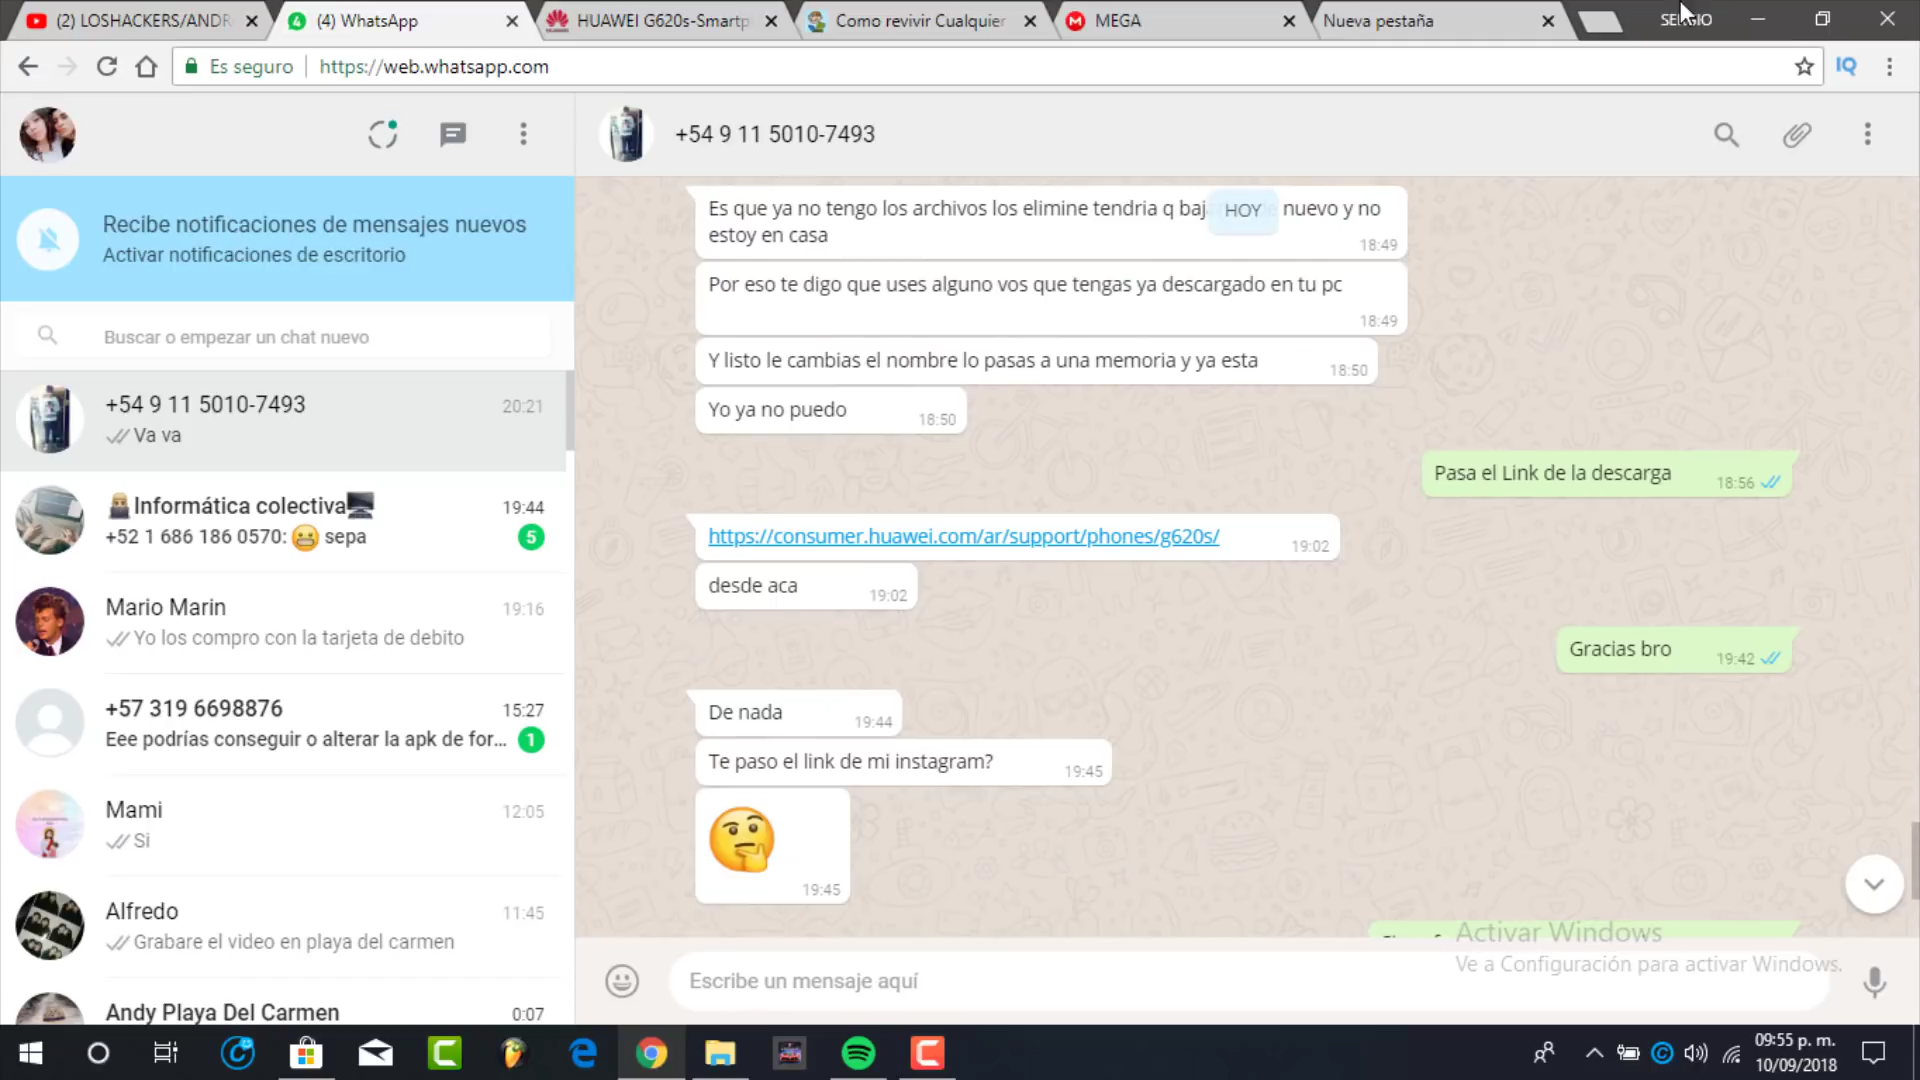 (2) LOSHACKERS/ANDR
(4) WhatsApp
HUAWEI G620s-Smartp
Como revivir Cualquier
MEGA
Nueva pestaña
Es seguro
https://web.whatsapp.com
IQ
+54 9 11 5010-7493
Recibe notificaciones de mensajes nuevos
Activar notificaciones de escritorio
Buscar o empezar un chat nuevo
+54 9 11 5010-7493 20:21
Va va
Informática colectiva 19:44
+52 1 686 186 0570: 😬 sepa 5
Mario Marin 19:16
Yo los compro con la tarjeta de debito
+57 319 6698876 15:27
Eee podrías conseguir o alterar la apk de for... 1
Mami 12:05
Si
Alfredo 11:45
Grabare el video en playa del carmen
Andy Playa Del Carmen 0:07
HOY
Es que ya no tengo los archivos los elimine tendria q nuevo y no
estoy en casa 18:49
Por eso te digo que uses alguno vos que tengas ya descargado en tu pc
18:49
Y listo le cambias el nombre lo pasas a una memoria y ya esta 18:50
Yo ya no puedo 18:50
Pasa el Link de la descarga 18:56
https://consumer.huawei.com/ar/support/phones/g620s/ 19:02
desde aca 19:02
Gracias bro 19:42
De nada 19:44
Te paso el link de mi instagram? 19:45
19:45
Activar Windows
Ve a Configuración para activar Windows.
Escribe un mensaje aquí
09:55 p. m.
10/09/2018